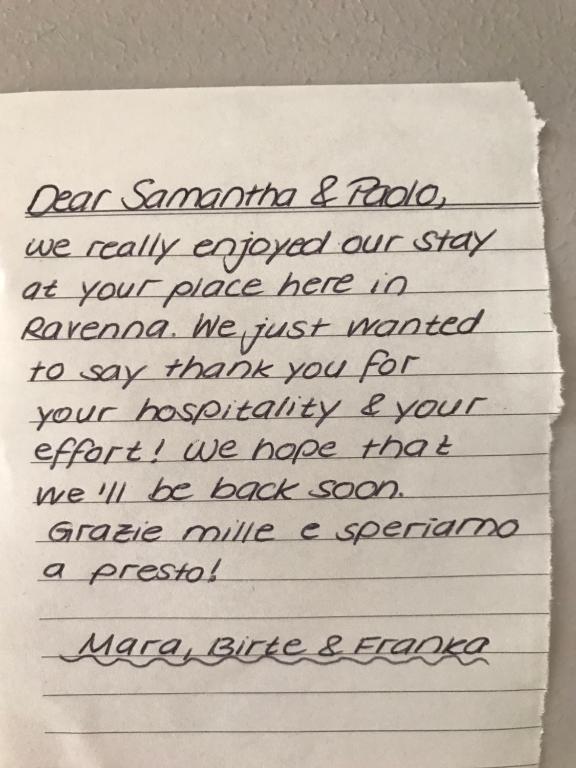 Dear Samantha & Paolo,
we really enjoyed our stay
at your place here in
Ravenna. We just wanted
to say thank you for
your hospitality & your
effort! We hope that
we'll be back soon.
Grazie mille e speriamo
a presto!
Mara, Birte & Franka